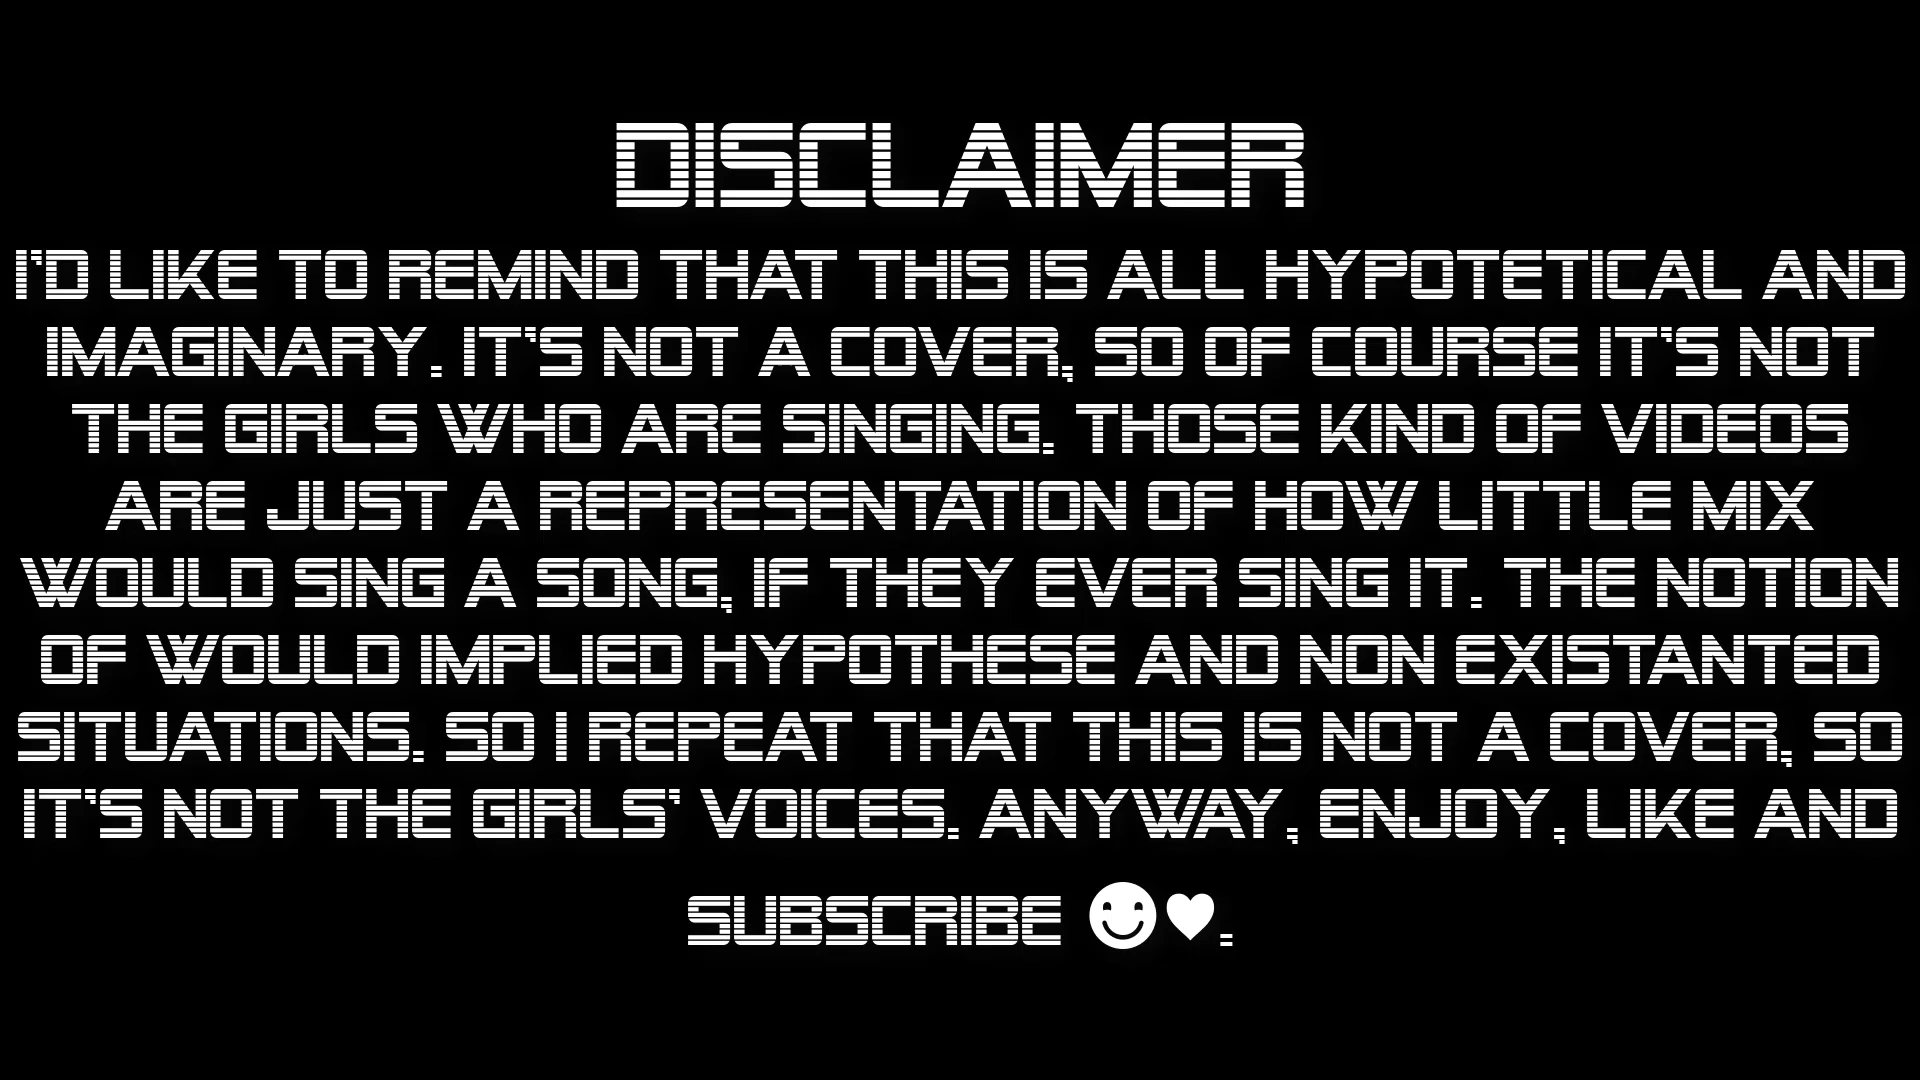 DISCLAIMER
I'D LIKE TO REMIND THAT THIS IS ALL HYPOTETICAL AND
IMAGINARY. IT'S NOT A COVER, SO OF COURSE IT'S NOT
THE GIRLS WHO ARE SINGING. THOSE KIND OF VIDEOS
ARE JUST A REPRESENTATION OF HOW LITTLE MIX
WOULD SING A SONG, IF THEY EVER SING IT. THE NOTION
OF WOULD IMPLIED HYPOTHESE AND NON EXISTANTED
SITUATIONS. SO I REPEAT THAT THIS IS NOT A COVER, SO
IT'S NOT THE GIRLS' VOICES. ANYWAY, ENJOY, LIKE AND
SUBSCRIBE ☻♥.